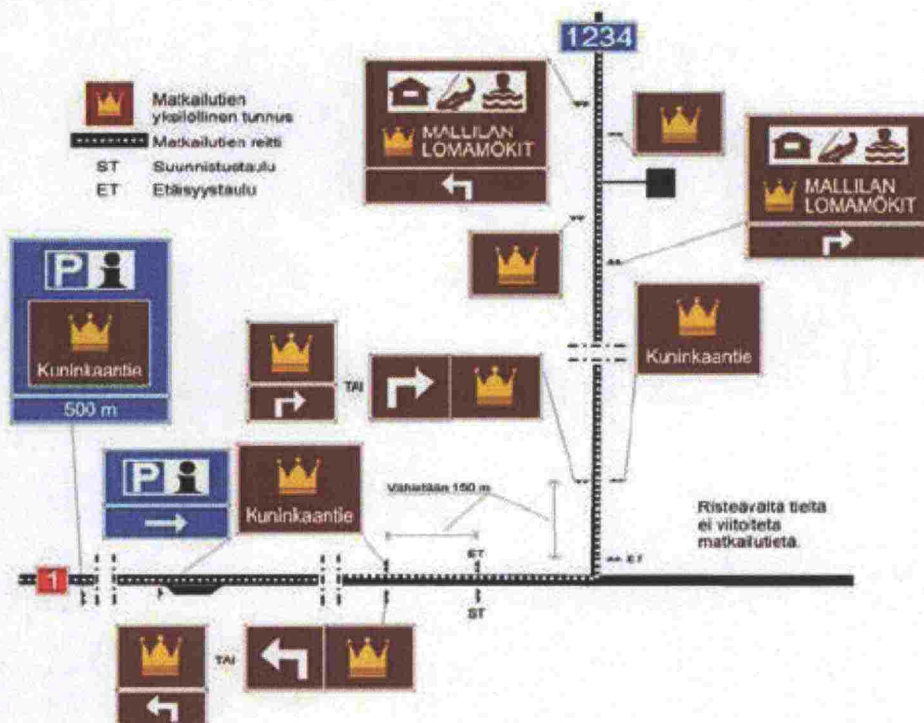 1234
Matkailutien
yksilöllinen tunnus
Matkailutien reitti
ST Suunnistustaulu
ET Etäisyystaulu
MALLILAN
LOMAMÖKIT
MALLILAN
LOMAMÖKIT
P i
Kuninkaantie
500 m
TAI
Kuninkaantie
P i
Kuninkaantie
Vähintään 150 m
Risteävältä tieltä
ei viitoiteta
matkailutietä.
ET
ET
1
ST
TAI